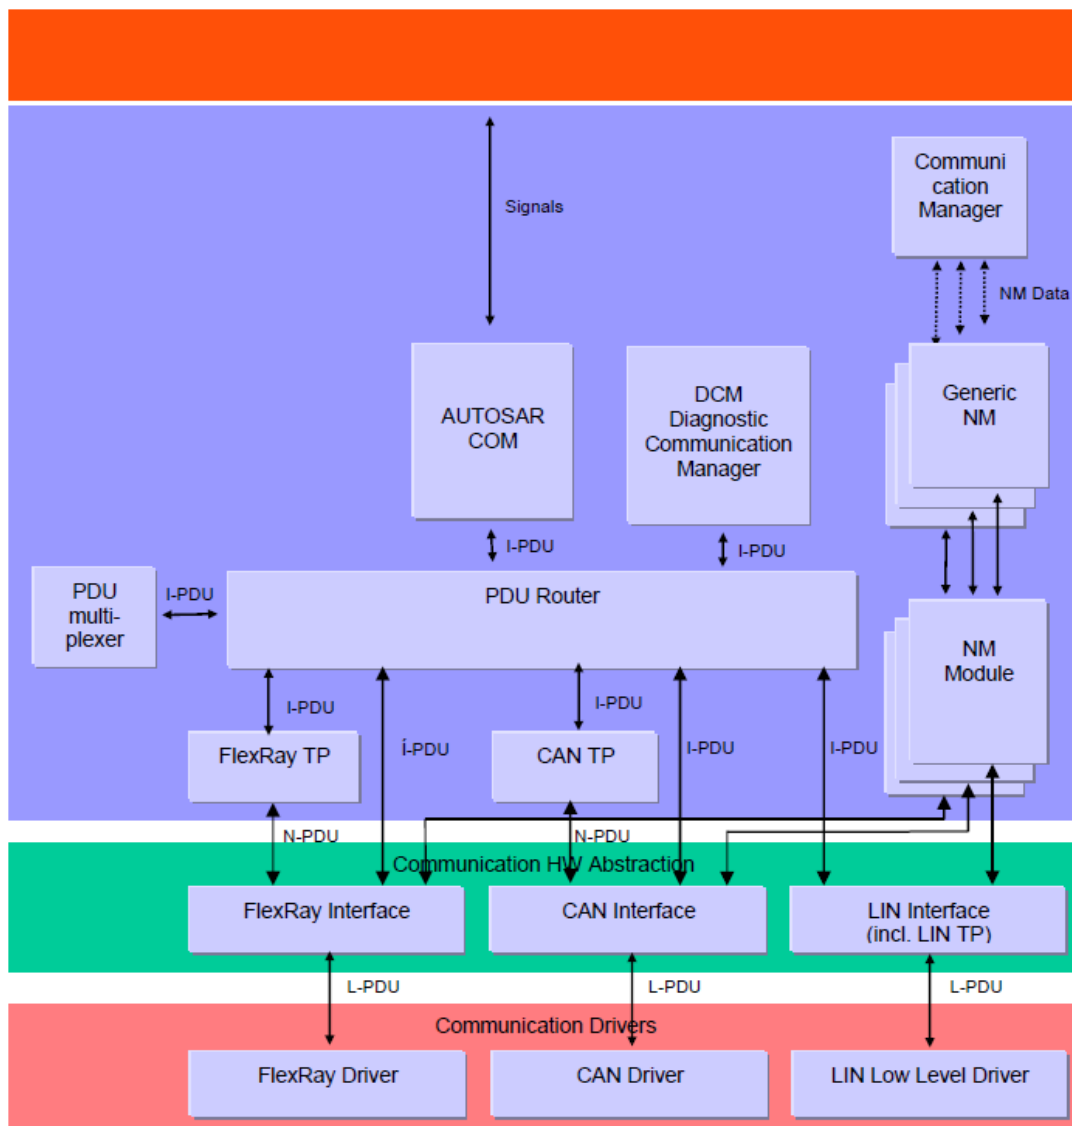 Communi
cation
Manager
Signals
NM Data
AUTOSAR
COM
DCM
Diagnostic
Communication
Manager
Generic
NM
I-PDU
I-PDU
PDU
multi-
plexer
I-PDU
PDU Router
NM
Module
I-PDU
Í-PDU
I-PDU
I-PDU
I-PDU
FlexRay TP
CAN TP
N-PDU
N-PDU
Communication HW Abstraction
FlexRay Interface
CAN Interface
LIN Interface
(incl. LIN TP)
L-PDU
L-PDU
L-PDU
Communication Drivers
FlexRay Driver
CAN Driver
LIN Low Level Driver